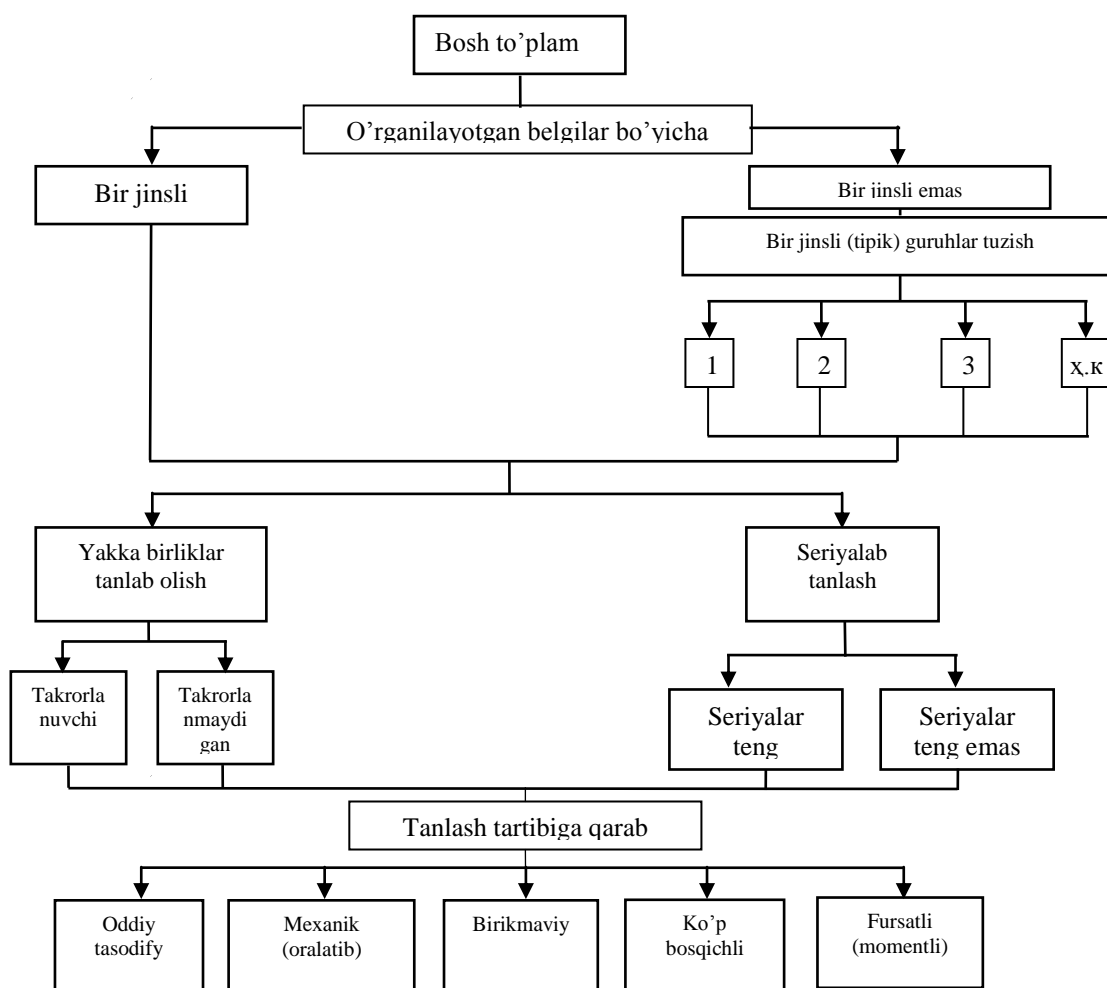 Bosh to’plam
O’rganilayotgan belgilar bo’yicha
Bir jinsli
Bir jinsli emas
Bir jinsli (tipik) guruhlar tuzish
1
2
3
ҳ.к
Yakka birliklar
tanlab olish
Seriyalab
tanlash
Takrorla
nuvchi
Takrorla
nmaydi
gan
Seriyalar
teng
Seriyalar
teng emas
Tanlash tartibiga qarab
Oddiy
tasodify
Mexanik
(oralatib)
Birikmaviy
Ko’p
bosqichli
Fursatli
(momentli)